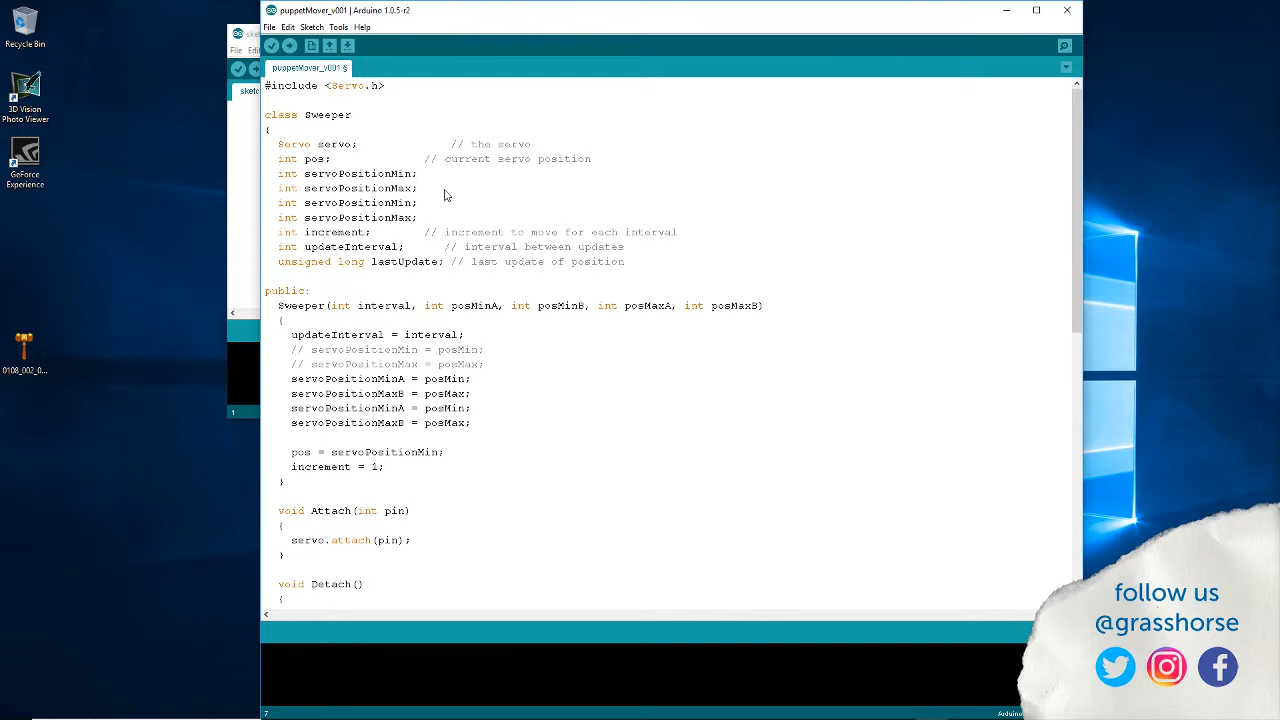 Recycle Bin
3D Vision
Photo Viewer
GeForce
Experience
0108_002_0...
File
puppetMover_v001 | Arduino 1.0.5-r2
File Edit Sketch Tools Help
puppetMover_v001 §
#include <Servo.h>
class Sweeper
{
Servo servo; // the servo
int pos; // current servo position
int servoPositionMin;
int servoPositionMax;
int servoPositionMin;
int servoPositionMax;
int increment; // increment to move for each interval
int updateInterval; // interval between updates
unsigned long lastUpdate; // last update of position
public:
Sweeper(int interval, int posMinA, int posMinB, int posMaxA, int posMaxB)
{
updateInterval = interval;
// servoPositionMin = posMin;
// servoPositionMax = posMax;
servoPositionMinA = posMin;
servoPositionMaxB = posMax;
servoPositionMinA = posMin;
servoPositionMaxB = posMax;
pos = servoPositionMin;
increment = 1;
}
void Attach(int pin)
{
servo.attach(pin);
}
void Detach()
{
1
7
follow us
@grasshorse